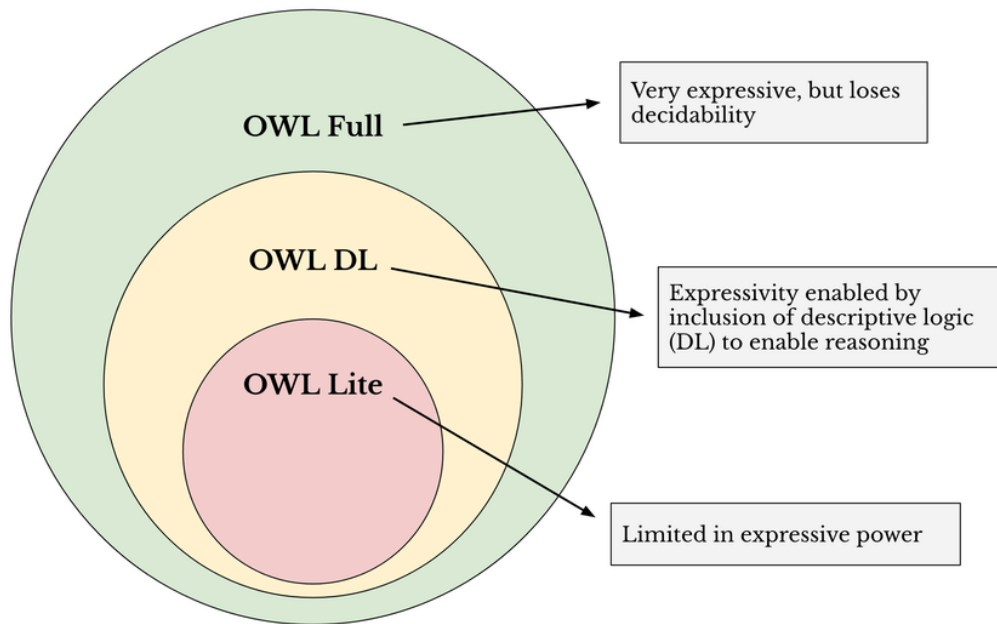 OWL Full
Very expressive, but loses
decidability
OWL DL
Expressivity enabled by
inclusion of descriptive logic
(DL) to enable reasoning
OWL Lite
Limited in expressive power